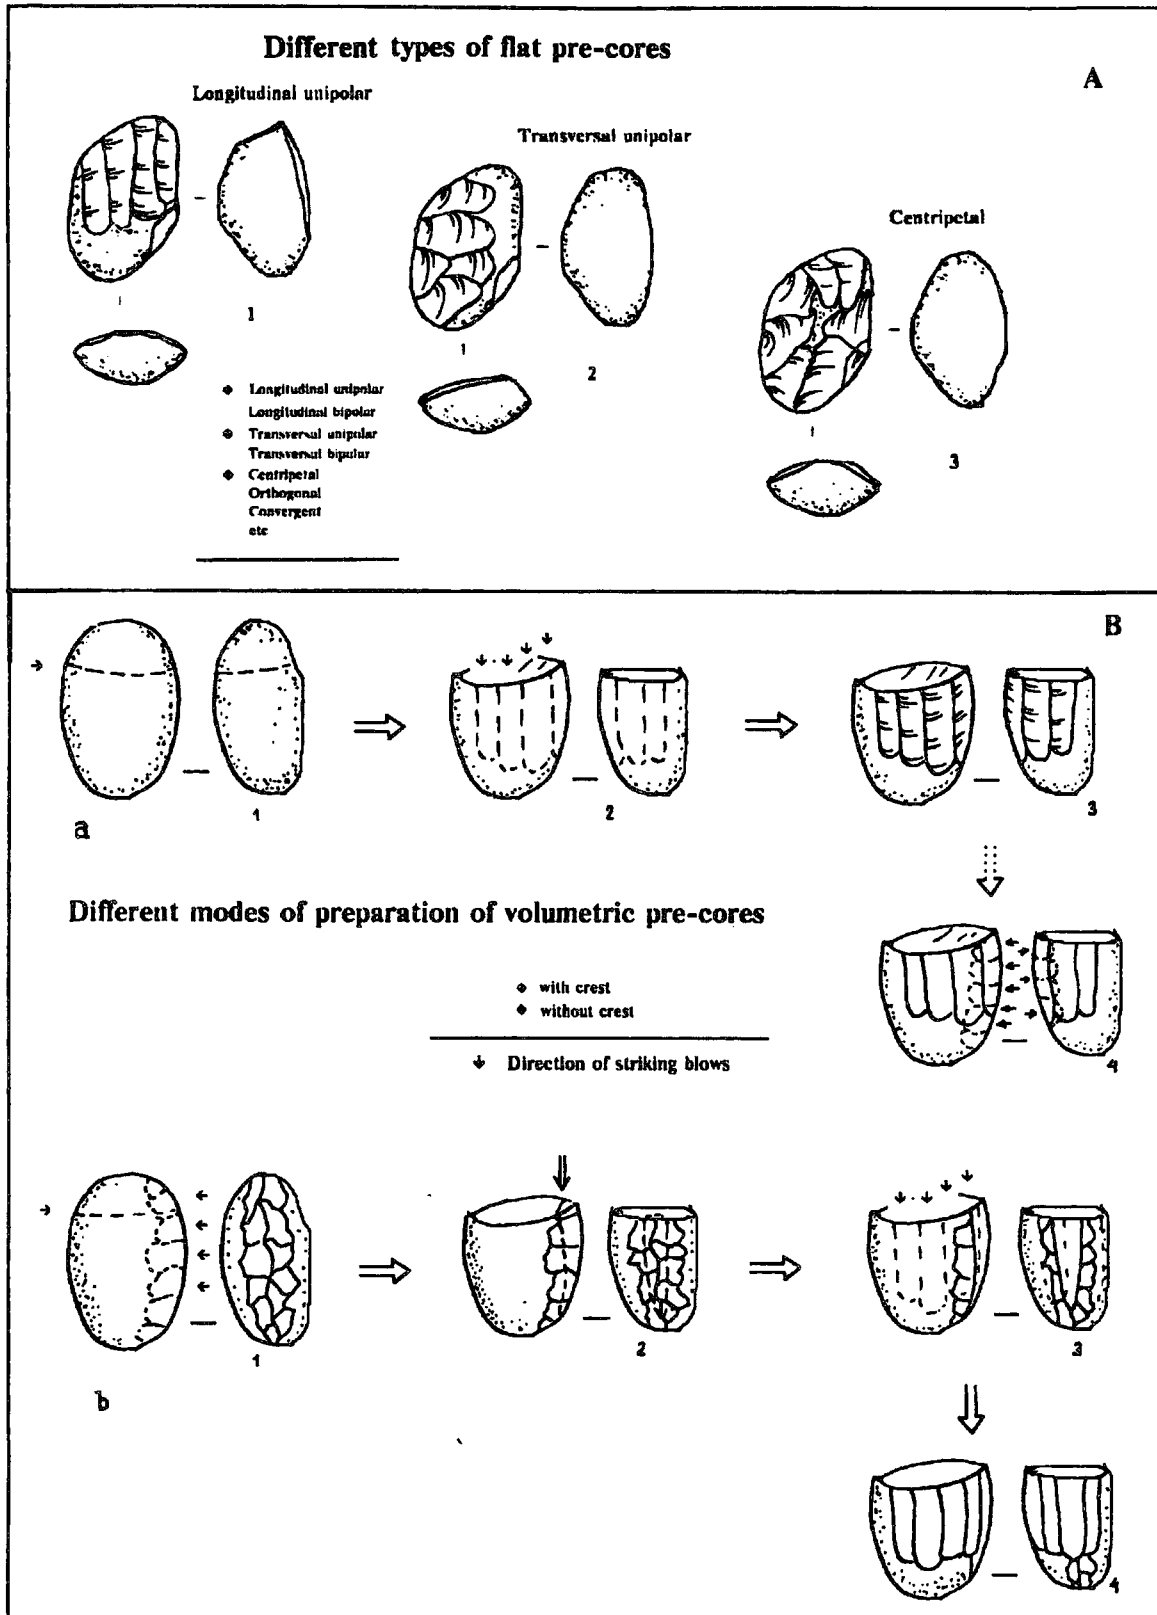 Different types of flat pre-cores
A
Longitudinal unipolar
Transversal unipolar
Centripetal
1
1
1
2
1
3
Longitudinal unipolar
Longitudinal bipolar
Transversal unipolar
Transversal bipolar
Centripetal
Orthogonal
Convergent
etc
B
1
2
3
a
Different modes of preparation of volumetric pre-cores
with crest
without crest
Direction of striking blows
4
1
2
3
b
4